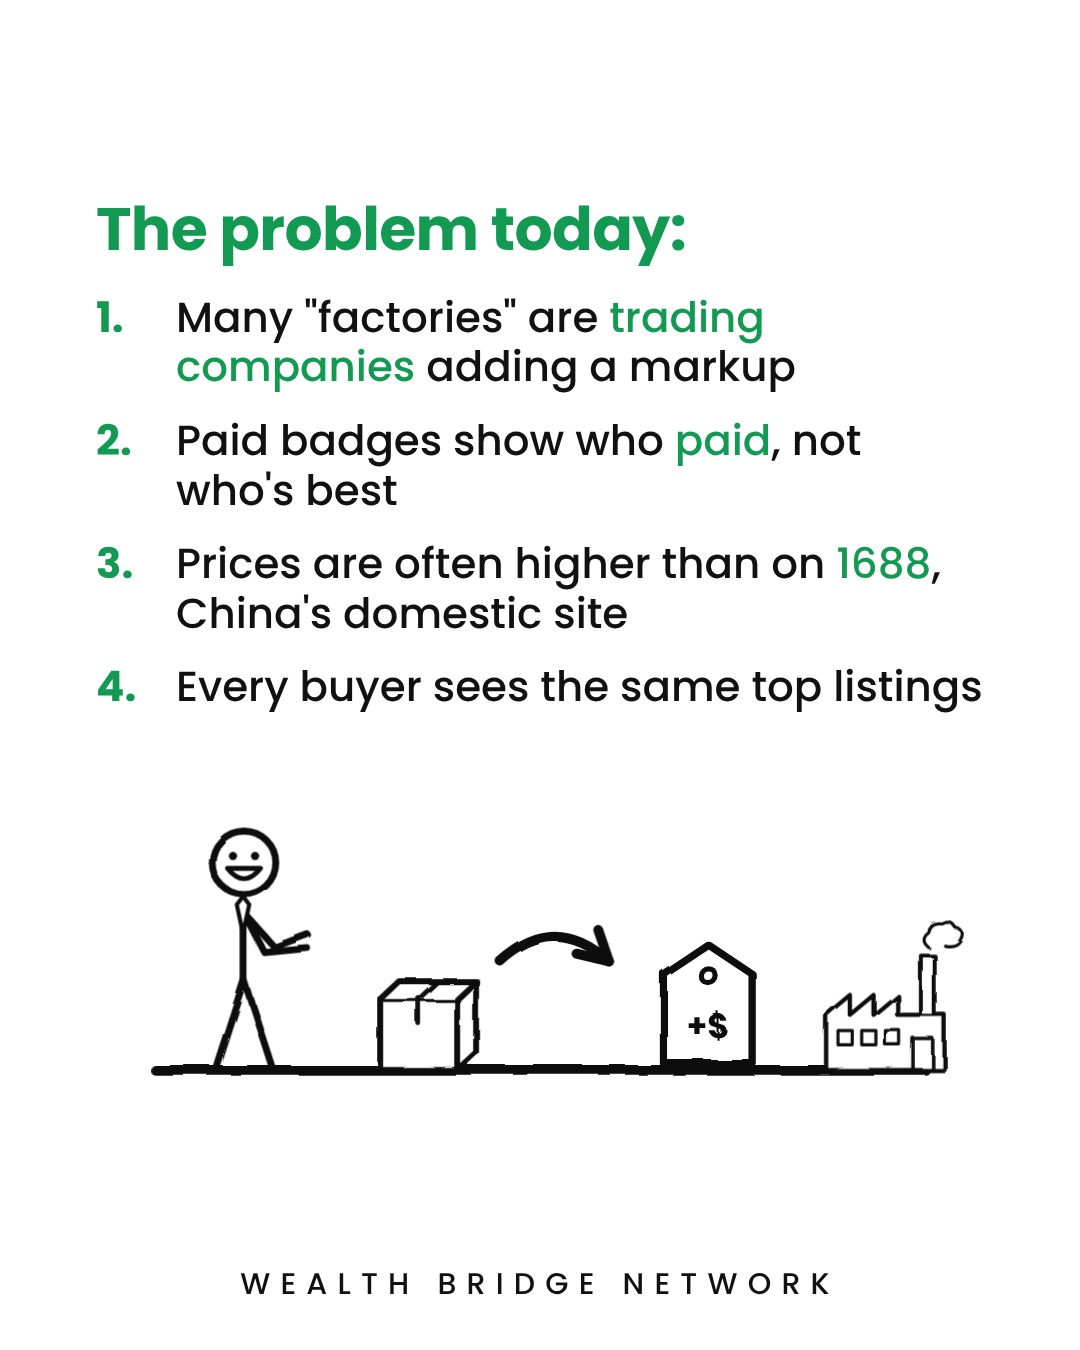 The problem today:
1. Many "factories" are trading
companies adding a markup
2. Paid badges show who paid, not
who's best
3. Prices are often higher than on 1688,
China's domestic site
4. Every buyer sees the same top listings
+$
WEALTH BRIDGE NETWORK